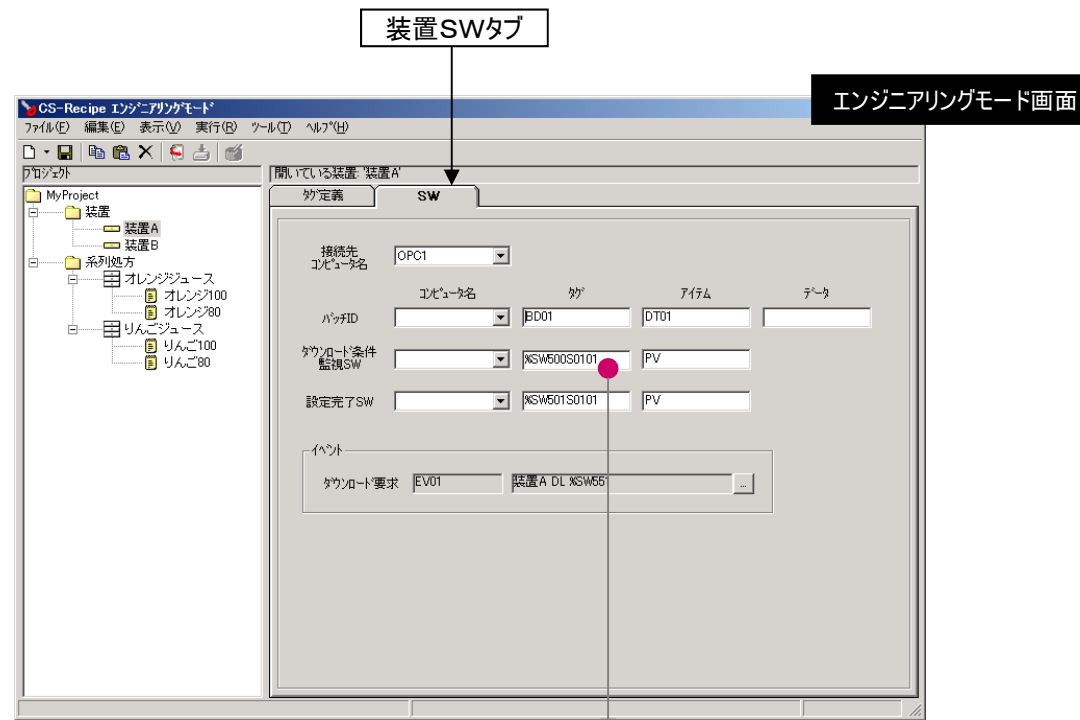 装置SWタブ
エンジニアリングモード画面
CS-Recipe ｴﾝｼﾞﾆｱﾘﾝｸﾞﾓｰﾄﾞ
ﾌｧｲﾙ(F) 編集(E) 表示(V) 実行(R) ﾂｰﾙ(T) ﾍﾙﾌﾟ(H)
ﾌﾟﾛｼﾞｪｸﾄ
開いている装置: '装置A'
MyProject
装置
装置A
装置B
系列処方
オレンジジュース
オレンジ100
オレンジ80
りんごジュース
りんご100
りんご80
ﾀｸﾞ定義 SW
接続先
ｺﾝﾋﾟｭｰﾀ名
OPC1
ｺﾝﾋﾟｭｰﾀ名 ﾀｸﾞ ｱｲﾃﾑ ﾃﾞｰﾀ
ﾊﾞｯﾁID BD01 DT01
ﾀﾞｳﾝﾛｰﾄﾞ条件
監視SW
%SW500S0101 PV
設定完了SW %SW501S0101 PV
ｲﾍﾞﾝﾄ
ﾀﾞｳﾝﾛｰﾄﾞ要求 EV01 装置A DL %SW551 ...